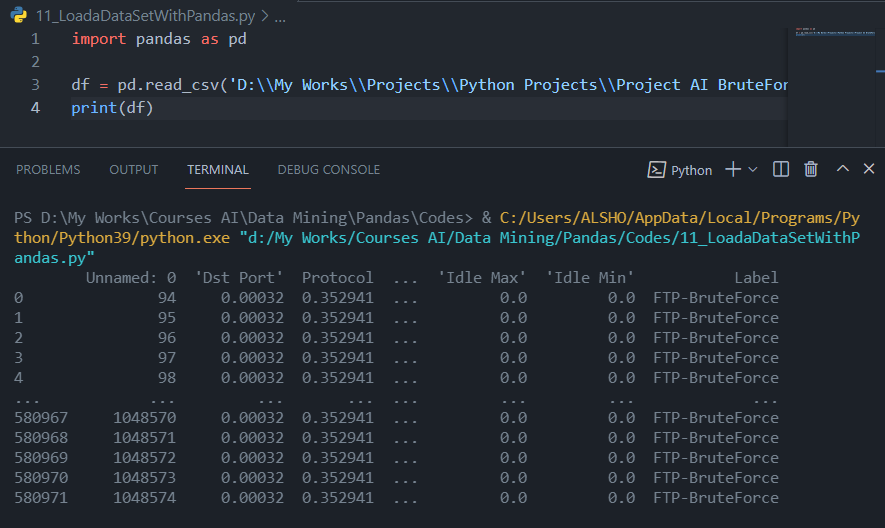 11_LoadaDataSetWithPandas.py > ...
1 import pandas as pd
2
3 df = pd.read_csv('D:\\My Works\\Projects\\Python Projects\\Project AI BruteFor
4 print(df)
PROBLEMS OUTPUT TERMINAL DEBUG CONSOLE Python
PS D:\My Works\Courses AI\Data Mining\Pandas\Codes> & C:/Users/ALSHO/AppData/Local/Programs/Py
thon/Python39/python.exe "d:/My Works/Courses AI/Data Mining/Pandas/Codes/11_LoadaDataSetWithP
andas.py"
Unnamed: 0 'Dst Port' Protocol ... 'Idle Max' 'Idle Min' Label
0 94 0.00032 0.352941 ... 0.0 0.0 FTP-BruteForce
1 95 0.00032 0.352941 ... 0.0 0.0 FTP-BruteForce
2 96 0.00032 0.352941 ... 0.0 0.0 FTP-BruteForce
3 97 0.00032 0.352941 ... 0.0 0.0 FTP-BruteForce
4 98 0.00032 0.352941 ... 0.0 0.0 FTP-BruteForce
... ... ... ... ... ... ... ...
580967 1048570 0.00032 0.352941 ... 0.0 0.0 FTP-BruteForce
580968 1048571 0.00032 0.352941 ... 0.0 0.0 FTP-BruteForce
580969 1048572 0.00032 0.352941 ... 0.0 0.0 FTP-BruteForce
580970 1048573 0.00032 0.352941 ... 0.0 0.0 FTP-BruteForce
580971 1048574 0.00032 0.352941 ... 0.0 0.0 FTP-BruteForce